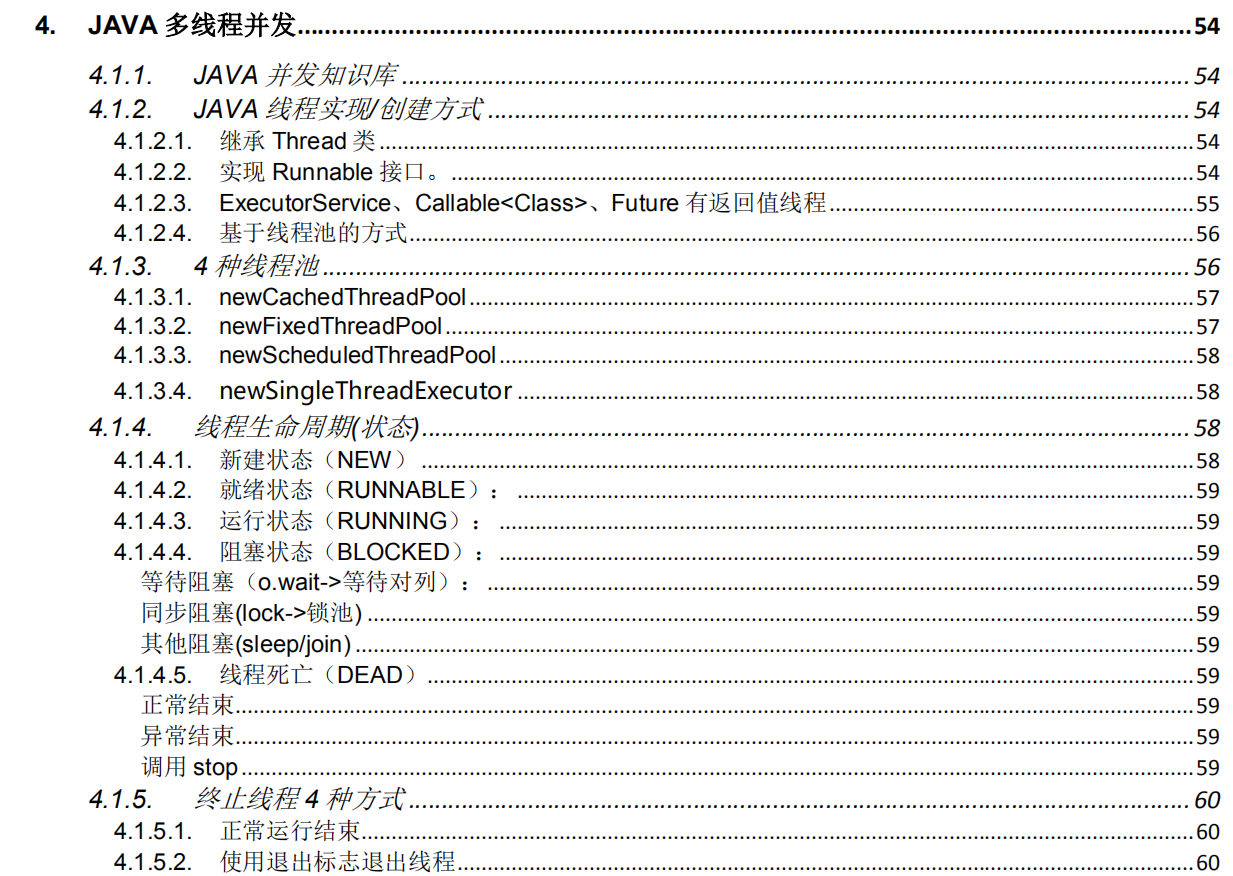 4. JAVA 多线程并发....................54
4.1.1. JAVA 并发知识库....................54
4.1.2. JAVA 线程实现/创建方式....................54
4.1.2.1. 继承 Thread 类....................54
4.1.2.2. 实现 Runnable 接口。....................54
4.1.2.3. ExecutorService、Callable<Class>、Future 有返回值线程....................55
4.1.2.4. 基于线程池的方式....................56
4.1.3. 4 种线程池....................56
4.1.3.1. newCachedThreadPool....................57
4.1.3.2. newFixedThreadPool....................57
4.1.3.3. newScheduledThreadPool....................58
4.1.3.4. newSingleThreadExecutor....................58
4.1.4. 线程生命周期(状态)....................58
4.1.4.1. 新建状态（NEW）....................58
4.1.4.2. 就绪状态（RUNNABLE）：....................59
4.1.4.3. 运行状态（RUNNING）：....................59
4.1.4.4. 阻塞状态（BLOCKED）：....................59
等待阻塞（o.wait->等待对列）：....................59
同步阻塞(lock->锁池)....................59
其他阻塞(sleep/join)....................59
4.1.4.5. 线程死亡（DEAD）....................59
正常结束....................59
异常结束....................59
调用 stop....................59
4.1.5. 终止线程 4 种方式....................60
4.1.5.1. 正常运行结束....................60
4.1.5.2. 使用退出标志退出线程....................60